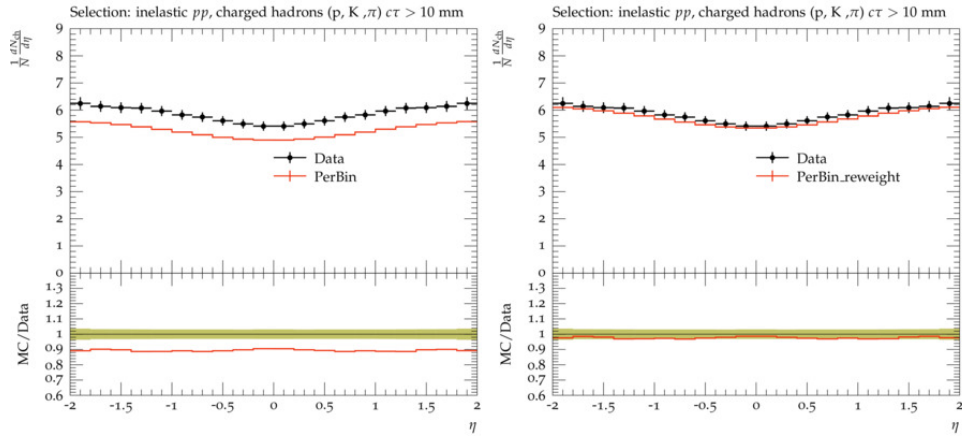 Selection: inelastic pp, charged hadrons (p, K ,π) cτ > 10 mm
1/N dN_ch/dη
9
8
7
6
5
4
3
2
1
0
Data
PerBin
MC/Data
1.3
1.2
1.1
1
0.9
0.8
0.7
0.6
-2 -1.5 -1 -0.5 0 0.5 1 1.5 2
η
Selection: inelastic pp, charged hadrons (p, K ,π) cτ > 10 mm
1/N dN_ch/dη
9
8
7
6
5
4
3
2
1
0
Data
PerBin_reweight
MC/Data
1.3
1.2
1.1
1
0.9
0.8
0.7
0.6
-2 -1.5 -1 -0.5 0 0.5 1 1.5 2
η